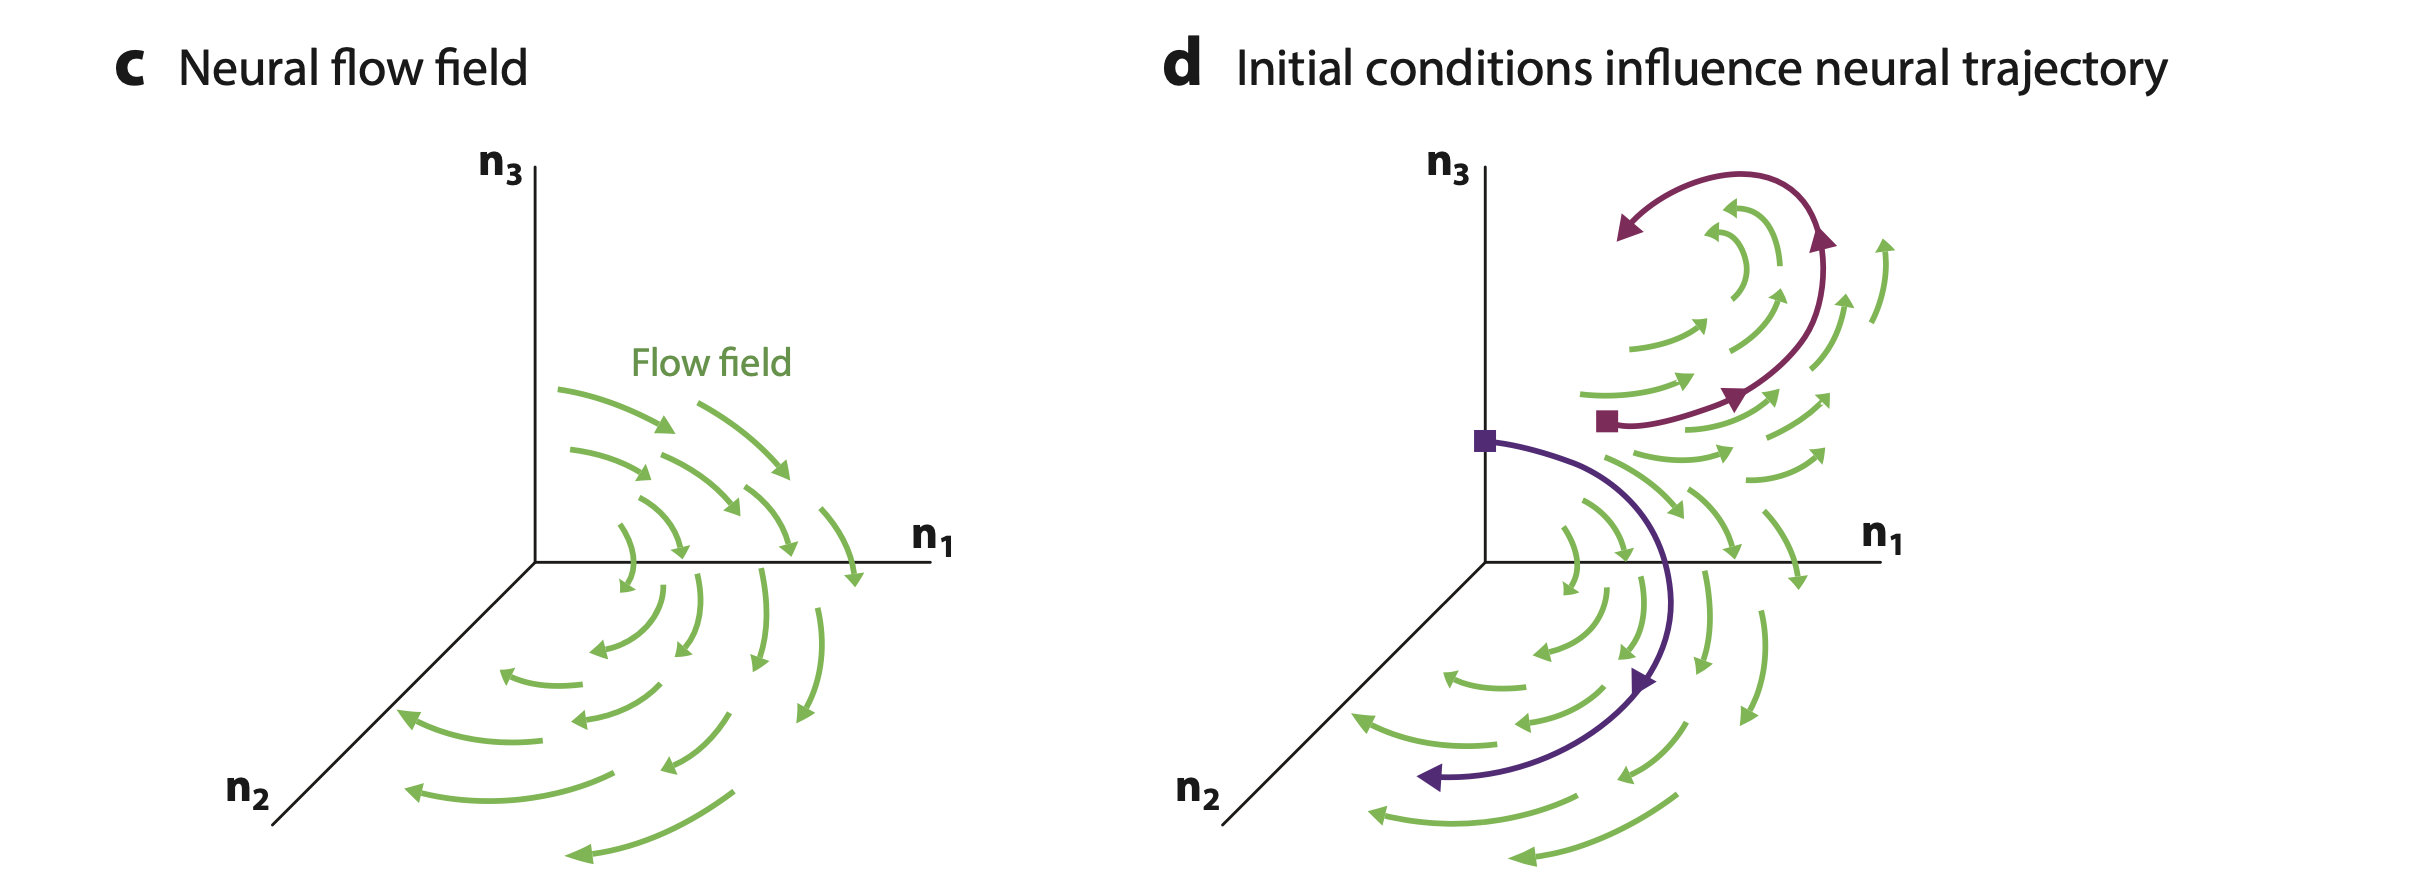 c Neural flow field
n3
Flow field
n1
n2
d Initial conditions influence neural trajectory
n3
n1
n2